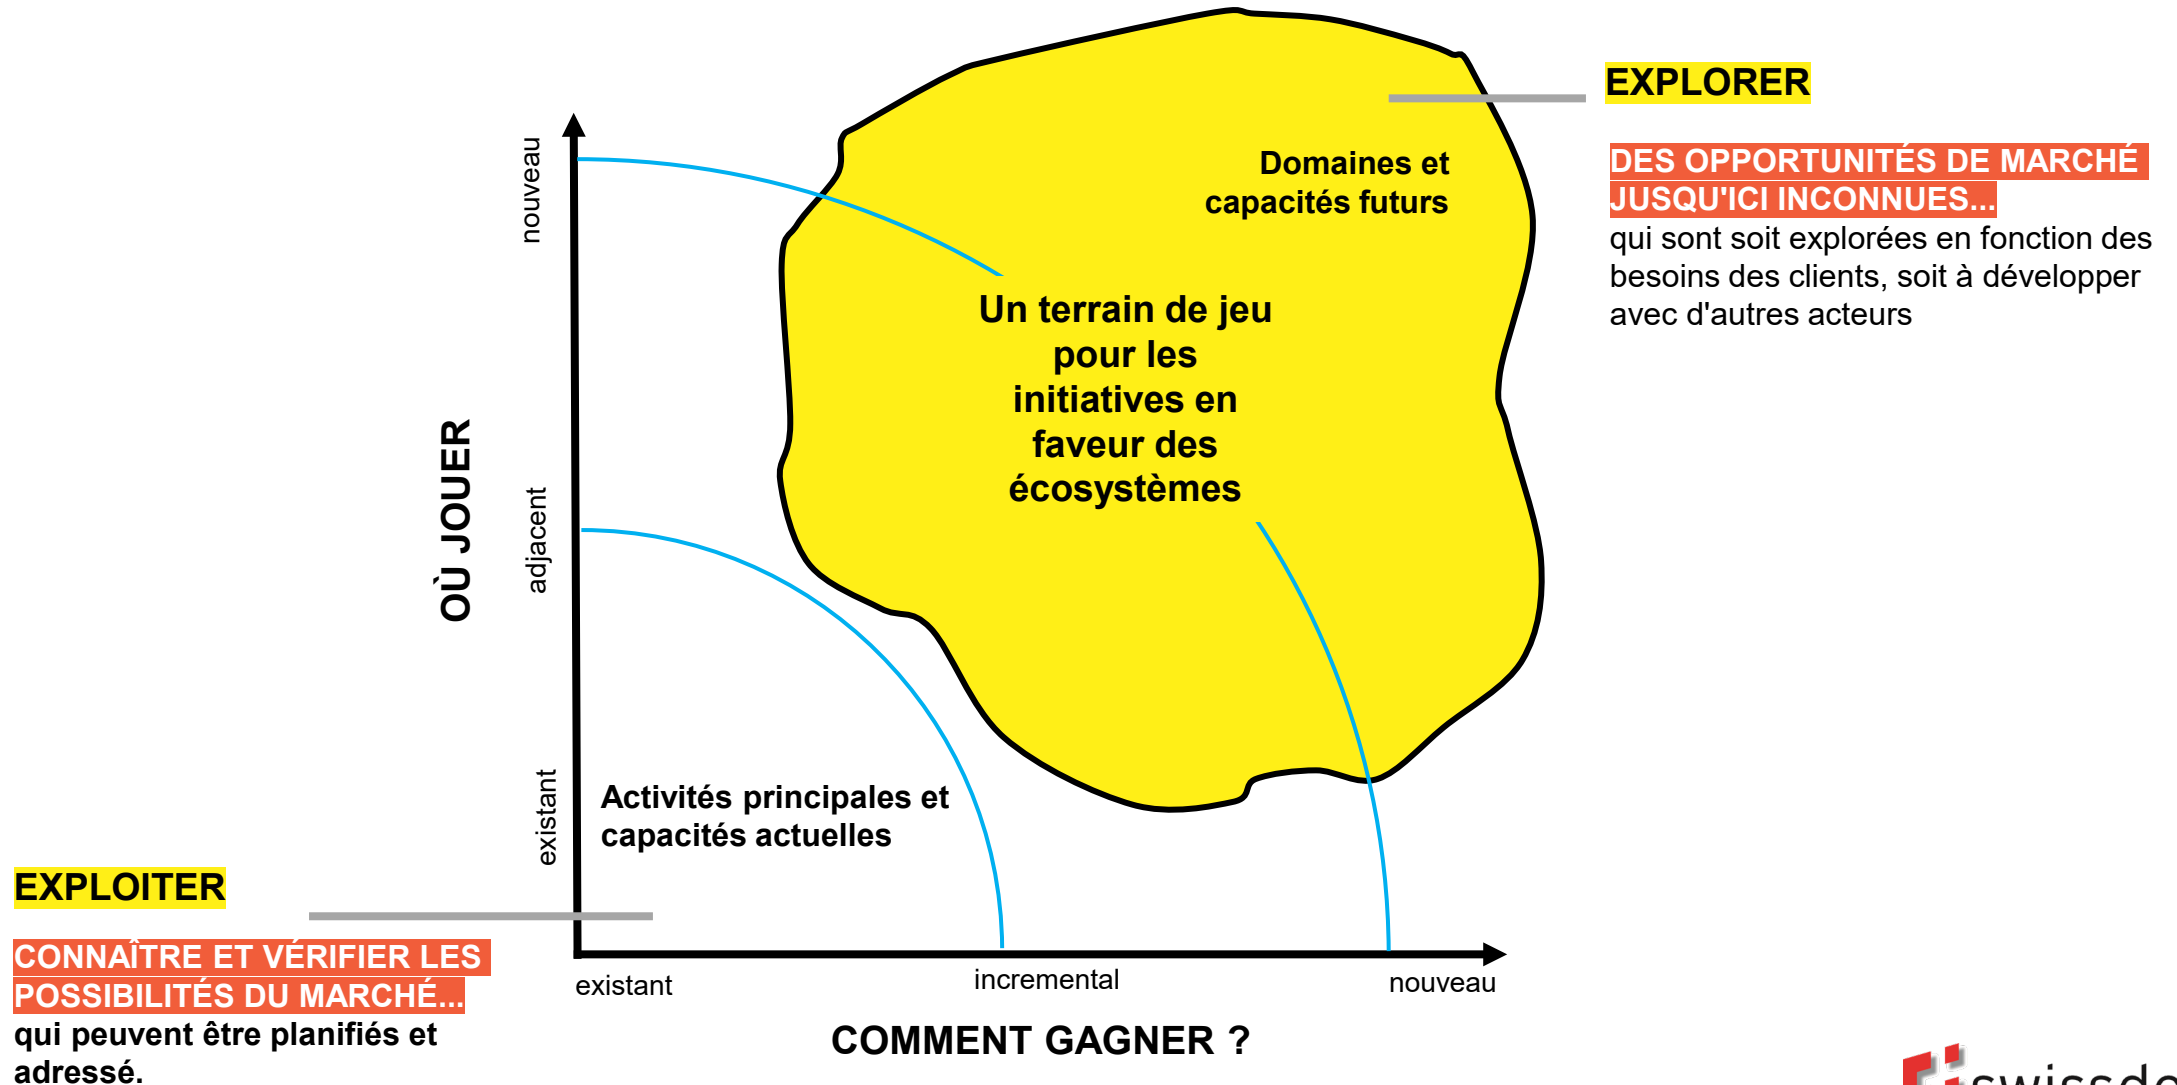 EXPLORER
DES OPPORTUNITÉS DE MARCHÉ
JUSQU'ICI INCONNUES...
qui sont soit explorées en fonction des
besoins des clients, soit à développer
avec d'autres acteurs
Domaines et
capacités futurs
Un terrain de jeu
pour les
initiatives en
faveur des
écosystèmes
OÙ JOUER
nouveau
adjacent
existant
Activités principales et
capacités actuelles
EXPLOITER
CONNAÎTRE ET VÉRIFIER LES
POSSIBILITÉS DU MARCHÉ...
qui peuvent être planifiés et
adressé.
existant
incremental
nouveau
COMMENT GAGNER ?